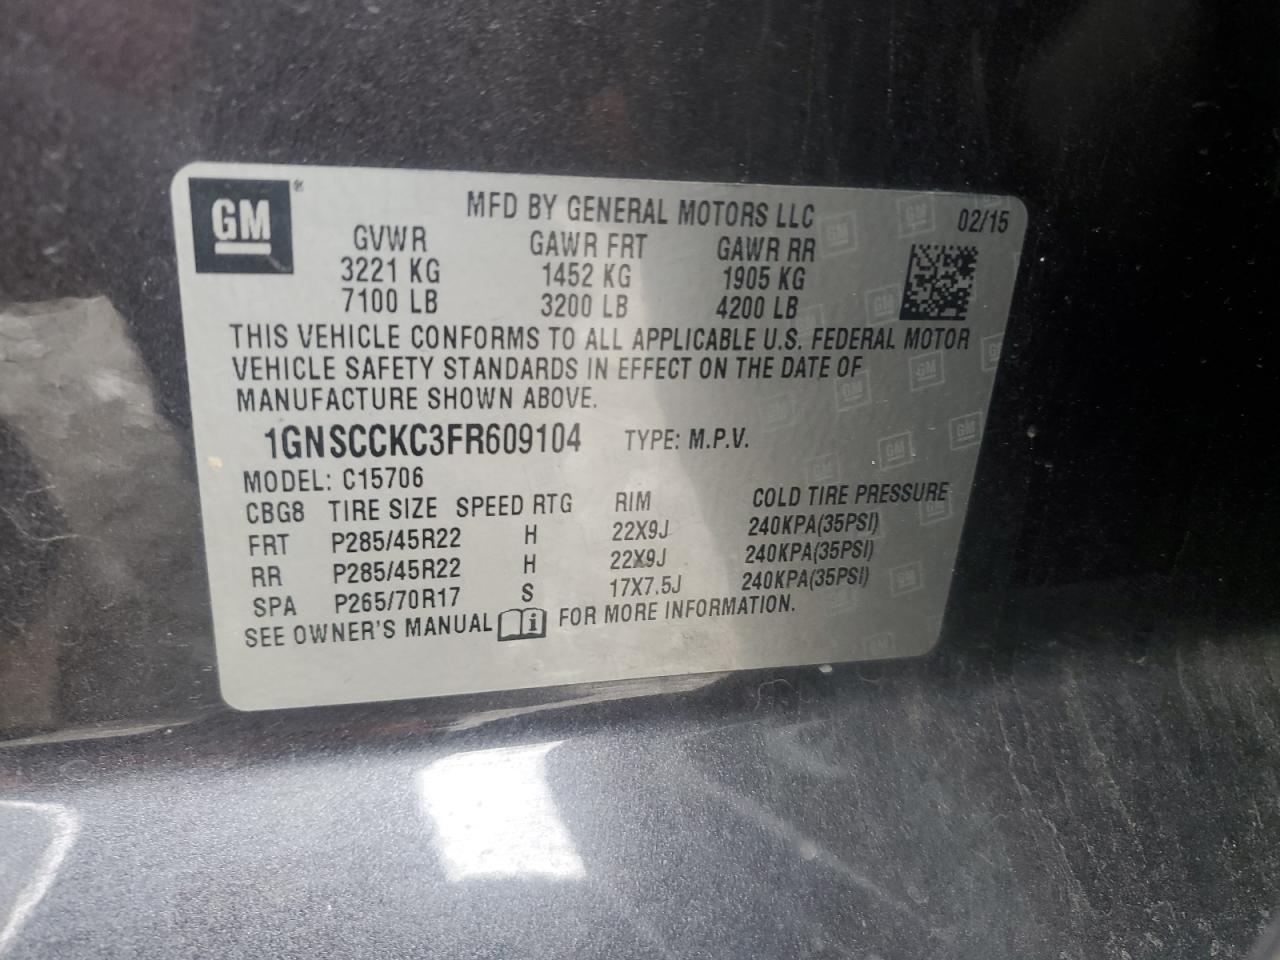 GM®
MFD BY GENERAL MOTORS LLC 02/15
GVWR GAWR FRT GAWR RR
3221 KG 1452 KG 1905 KG
7100 LB 3200 LB 4200 LB
THIS VEHICLE CONFORMS TO ALL APPLICABLE U.S. FEDERAL MOTOR
VEHICLE SAFETY STANDARDS IN EFFECT ON THE DATE OF
MANUFACTURE SHOWN ABOVE.
1GNSCCKC3FR609104 TYPE: M.P.V.
MODEL: C15706
CBG8 TIRE SIZE SPEED RTG RIM COLD TIRE PRESSURE
FRT P285/45R22 H 22X9J 240KPA(35PSI)
RR P285/45R22 H 22X9J 240KPA(35PSI)
SPA P265/70R17 S 17X7.5J 240KPA(35PSI)
SEE OWNER'S MANUAL i FOR MORE INFORMATION.